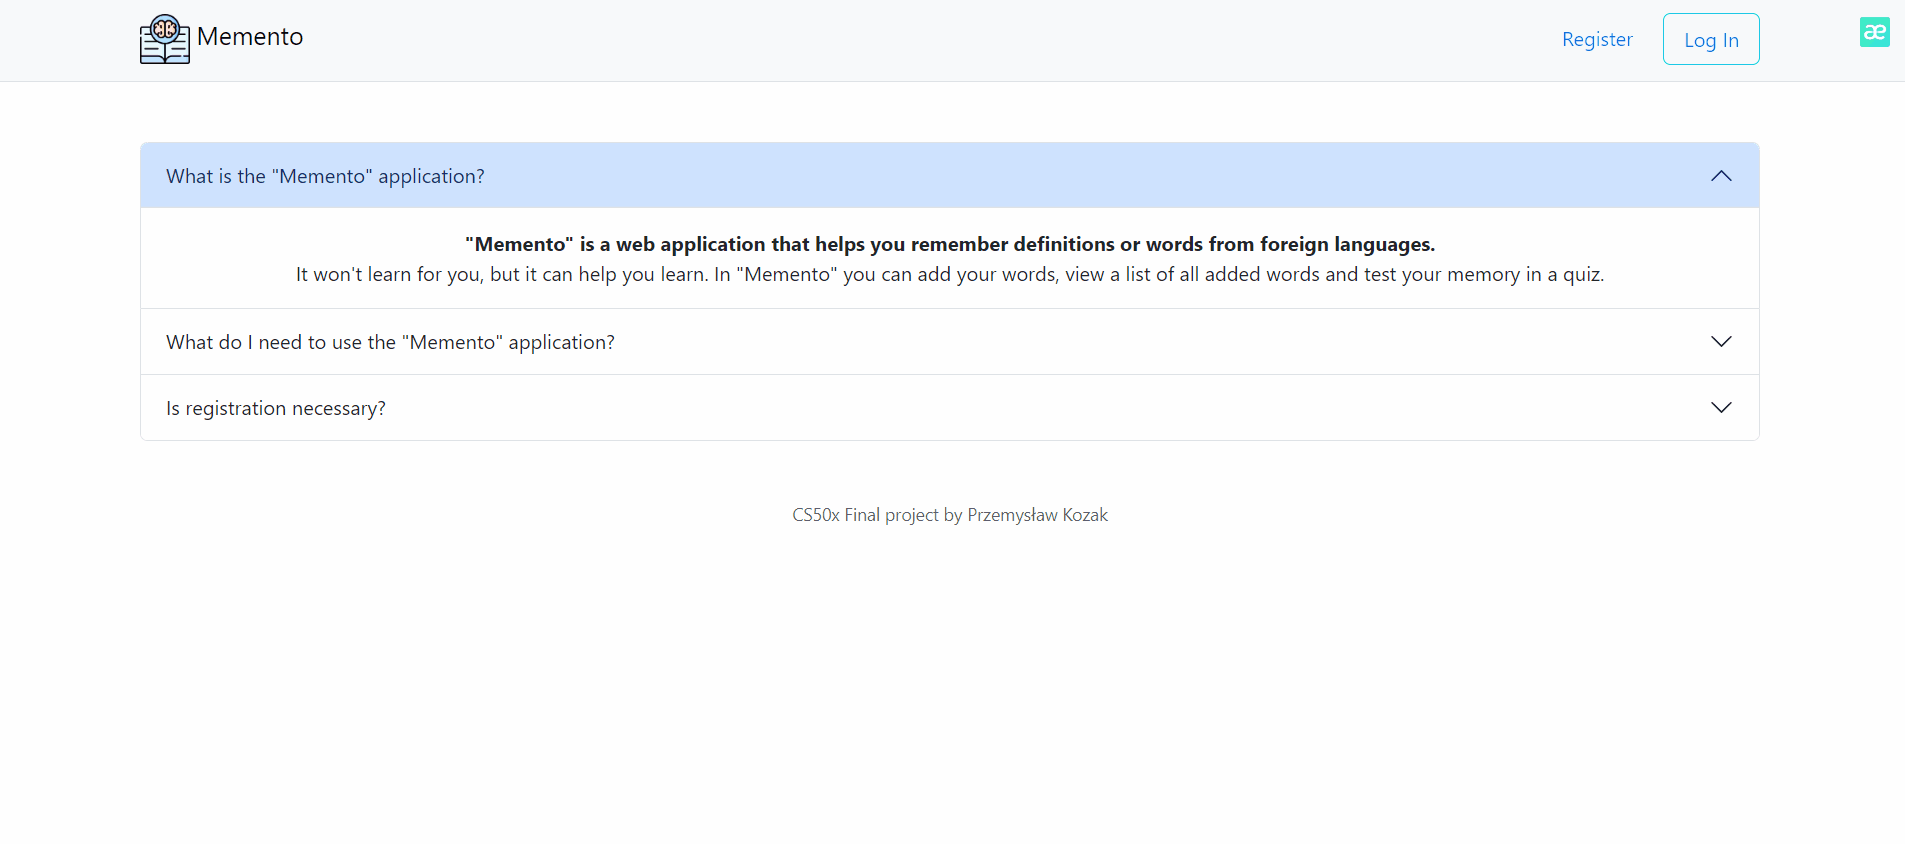 Memento
Register
Log In
æ
What is the "Memento" application?
"Memento" is a web application that helps you remember definitions or words from foreign languages.
It won't learn for you, but it can help you learn. In "Memento" you can add your words, view a list of all added words and test your memory in a quiz.
What do I need to use the "Memento" application?
Is registration necessary?
CS50x Final project by Przemysław Kozak